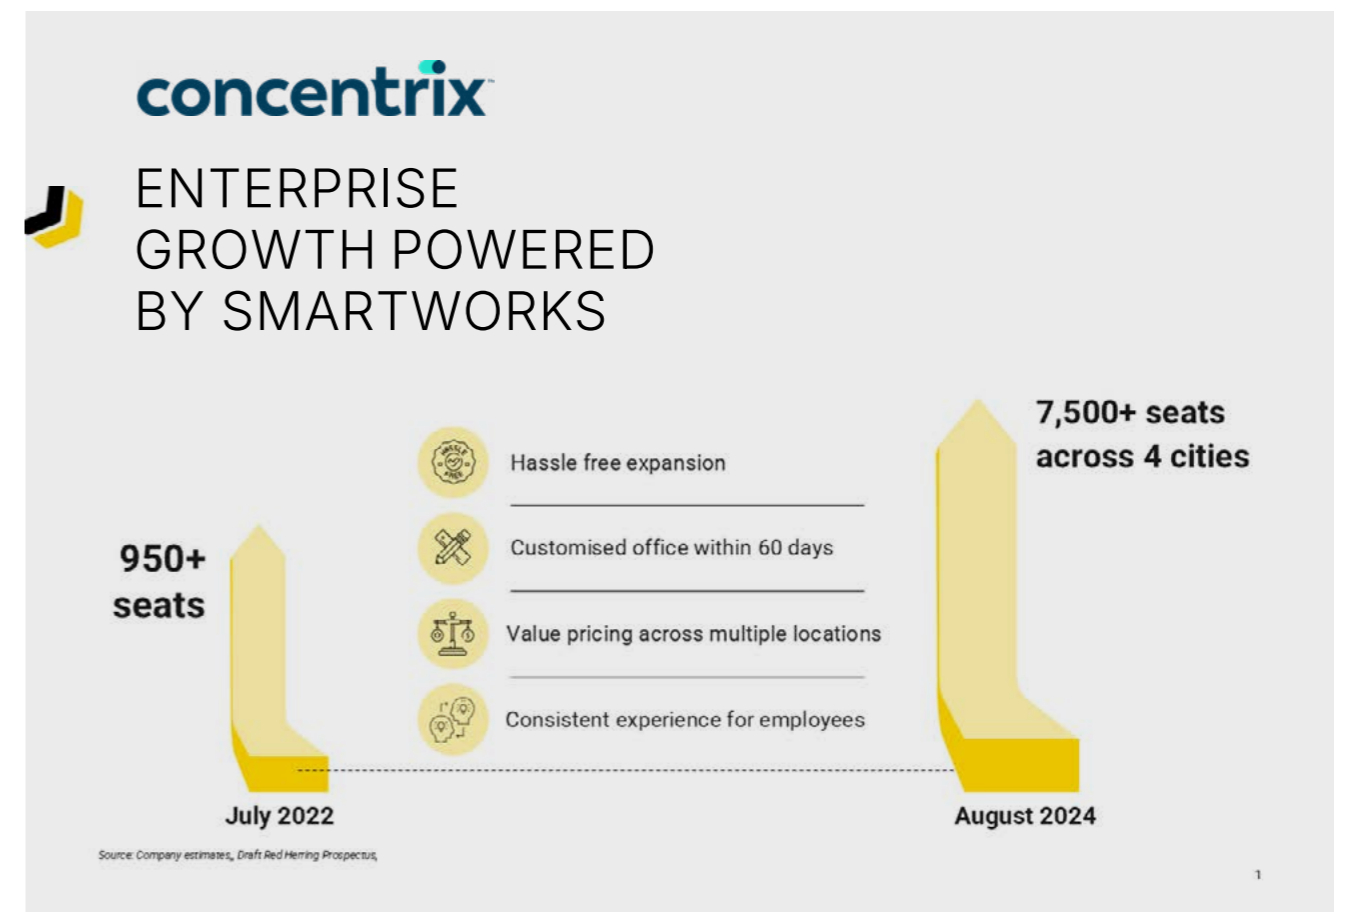 concentrix
ENTERPRISE
GROWTH POWERED
BY SMARTWORKS
7,500+ seats
across 4 cities
Hassle free expansion
Customised office within 60 days
950+
seats
Value pricing across multiple locations
Consistent experience for employees
July 2022
August 2024
Source: Company estimates,, Draft Red Herring Prospectus,
1